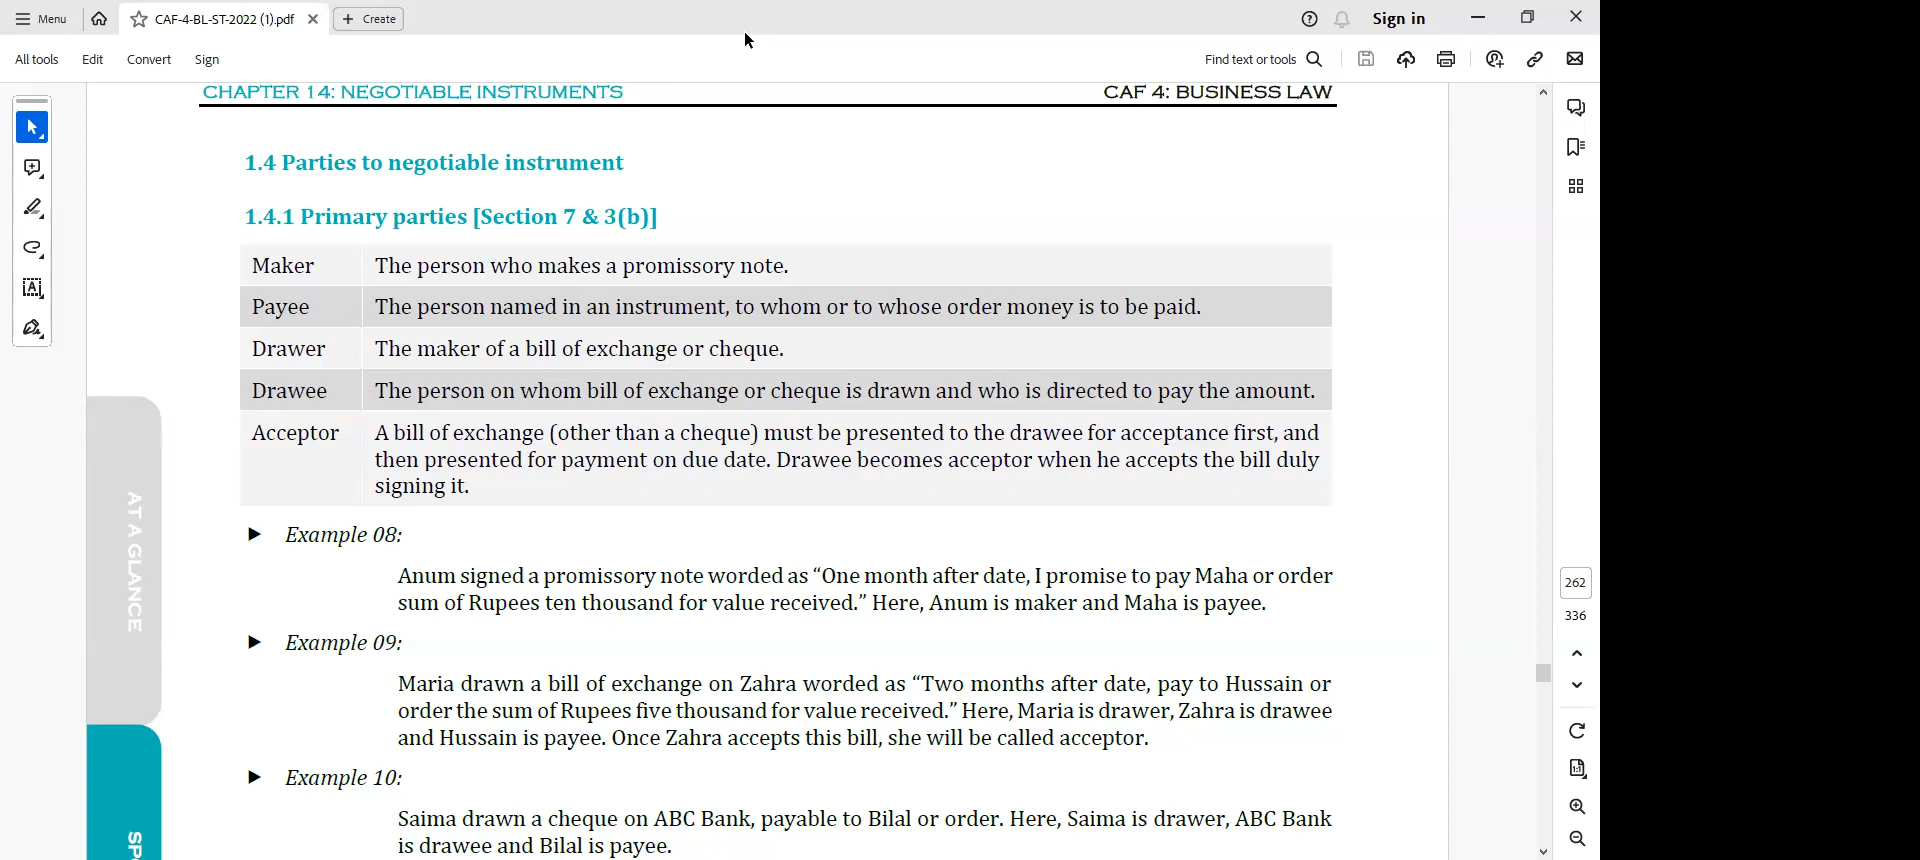 Menu
CAF-4-BL-ST-2022 (1).pdf
Create
Sign in
All tools
Edit
Convert
Sign
Find text or tools
CHAPTER 14: NEGOTIABLE INSTRUMENTS
CAF 4: BUSINESS LAW
1.4 Parties to negotiable instrument
1.4.1 Primary parties [Section 7 & 3(b)]
Maker The person who makes a promissory note.
Payee The person named in an instrument, to whom or to whose order money is to be paid.
Drawer The maker of a bill of exchange or cheque.
Drawee The person on whom bill of exchange or cheque is drawn and who is directed to pay the amount.
Acceptor A bill of exchange (other than a cheque) must be presented to the drawee for acceptance first, and
then presented for payment on due date. Drawee becomes acceptor when he accepts the bill duly
signing it.
Example 08:
Anum signed a promissory note worded as “One month after date, I promise to pay Maha or order
sum of Rupees ten thousand for value received.” Here, Anum is maker and Maha is payee.
Example 09:
Maria drawn a bill of exchange on Zahra worded as “Two months after date, pay to Hussain or
order the sum of Rupees five thousand for value received.” Here, Maria is drawer, Zahra is drawee
and Hussain is payee. Once Zahra accepts this bill, she will be called acceptor.
Example 10:
Saima drawn a cheque on ABC Bank, payable to Bilal or order. Here, Saima is drawer, ABC Bank
is drawee and Bilal is payee.
AT A GLANCE
SPO
262
336